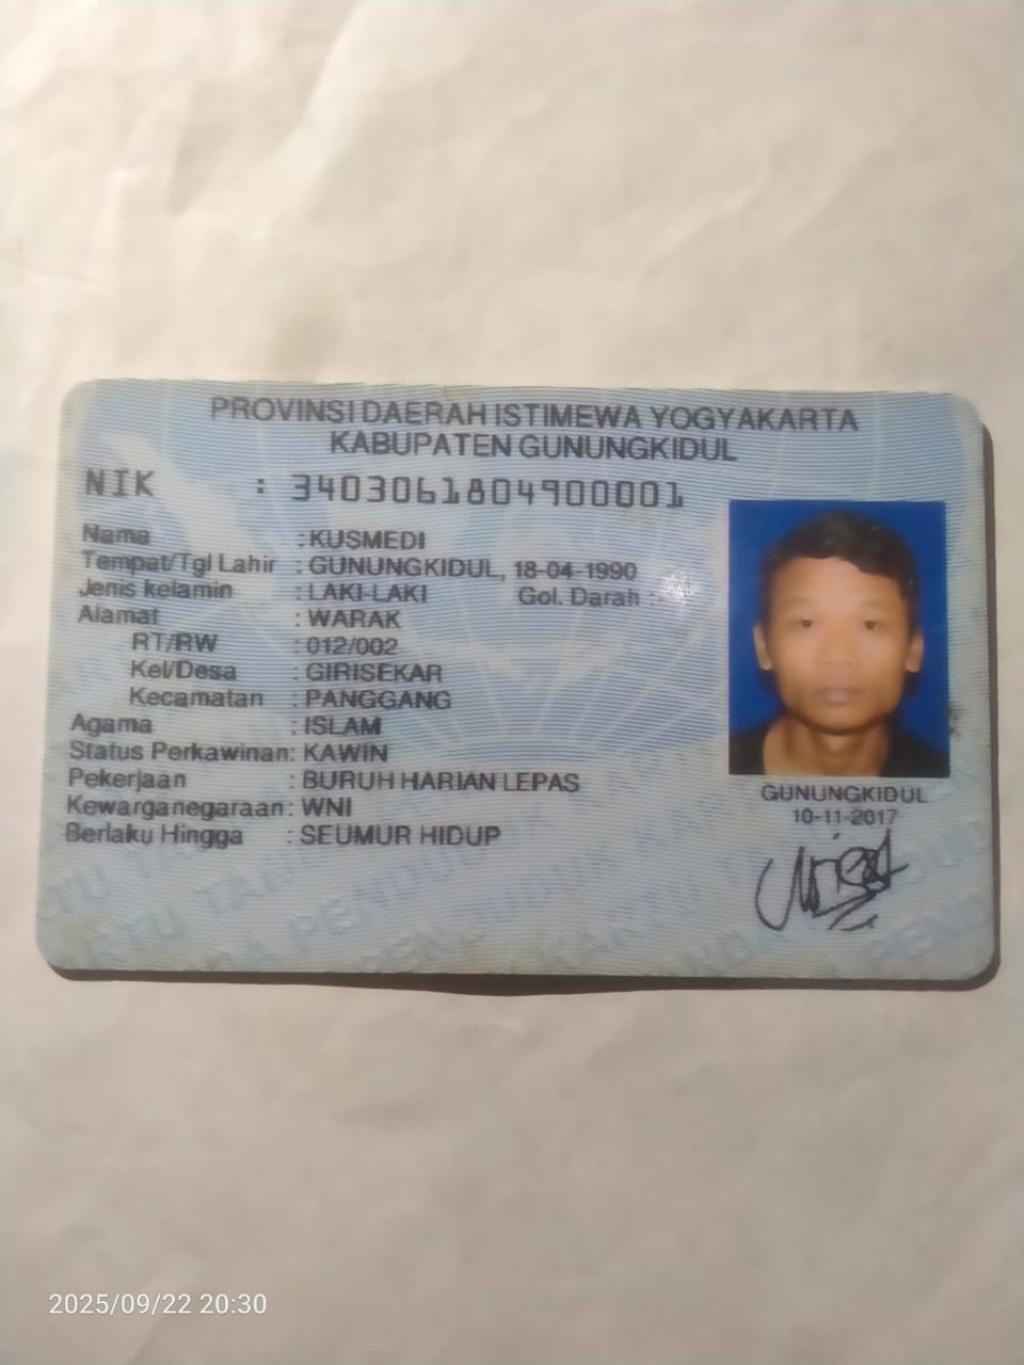 PROVINSI DAERAH ISTIMEWA YOGYAKARTA
KABUPATEN GUNUNGKIDUL
NIK : 3403061804900001
Nama : KUSMEDI
Tempat/Tgl Lahir : GUNUNGKIDUL, 18-04-1990
Jenis kelamin : LAKI-LAKI Gol. Darah :
Alamat : WARAK
RT/RW : 012/002
Kel/Desa : GIRISEKAR
Kecamatan : PANGGANG
Agama : ISLAM
Status Perkawinan: KAWIN
Pekerjaan : BURUH HARIAN LEPAS
Kewarganegaraan: WNI
Berlaku Hingga : SEUMUR HIDUP
GUNUNGKIDUL
10-11-2017
2025/09/22 20:30